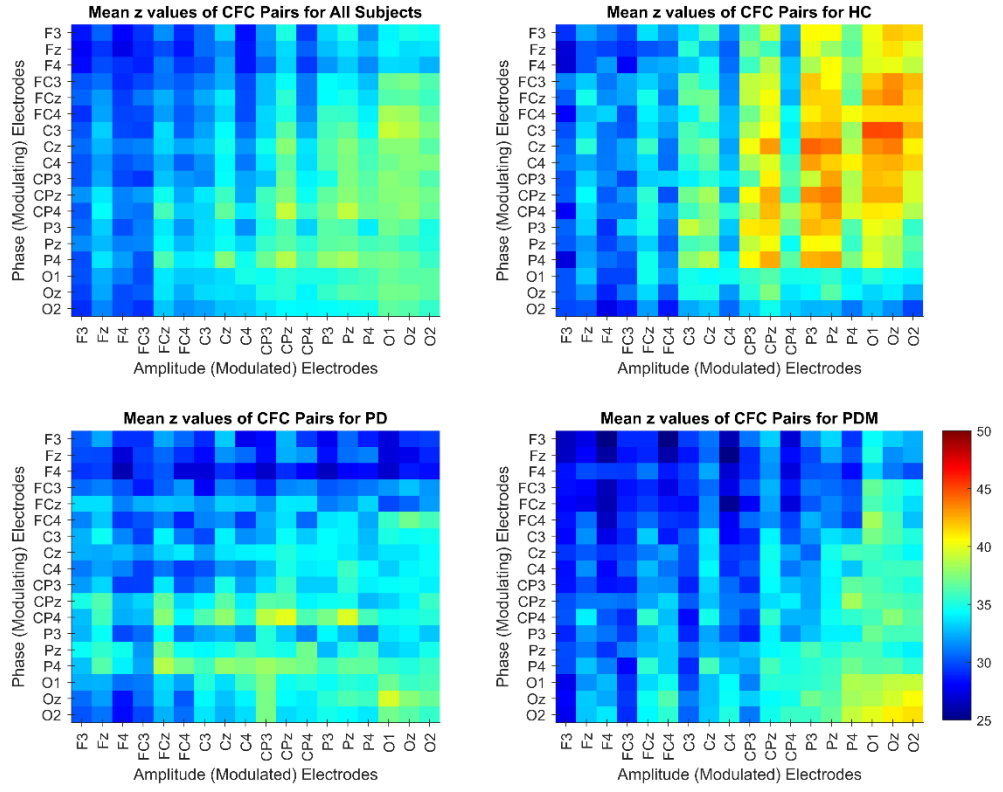 Mean z values of CFC Pairs for All Subjects
Phase (Modulating) Electrodes
F3
Fz
F4
FC3
FCz
FC4
C3
Cz
C4
CP3
CPz
CP4
P3
Pz
P4
O1
Oz
O2
F3 Fz F4 FC3 FCz FC4 C3 Cz C4 CP3 CPz CP4 P3 Pz P4 O1 Oz O2
Amplitude (Modulated) Electrodes
Mean z values of CFC Pairs for HC
Phase (Modulating) Electrodes
F3
Fz
F4
FC3
FCz
FC4
C3
Cz
C4
CP3
CPz
CP4
P3
Pz
P4
O1
Oz
O2
F3 Fz F4 FC3 FCz FC4 C3 Cz C4 CP3 CPz CP4 P3 Pz P4 O1 Oz O2
Amplitude (Modulated) Electrodes
Mean z values of CFC Pairs for PD
Phase (Modulating) Electrodes
F3
Fz
F4
FC3
FCz
FC4
C3
Cz
C4
CP3
CPz
CP4
P3
Pz
P4
O1
Oz
O2
F3 Fz F4 FC3 FCz FC4 C3 Cz C4 CP3 CPz CP4 P3 Pz P4 O1 Oz O2
Amplitude (Modulated) Electrodes
Mean z values of CFC Pairs for PDM
Phase (Modulating) Electrodes
F3
Fz
F4
FC3
FCz
FC4
C3
Cz
C4
CP3
CPz
CP4
P3
Pz
P4
O1
Oz
O2
F3 Fz F4 FC3 FCz FC4 C3 Cz C4 CP3 CPz CP4 P3 Pz P4 O1 Oz O2
Amplitude (Modulated) Electrodes
50
45
40
35
30
25